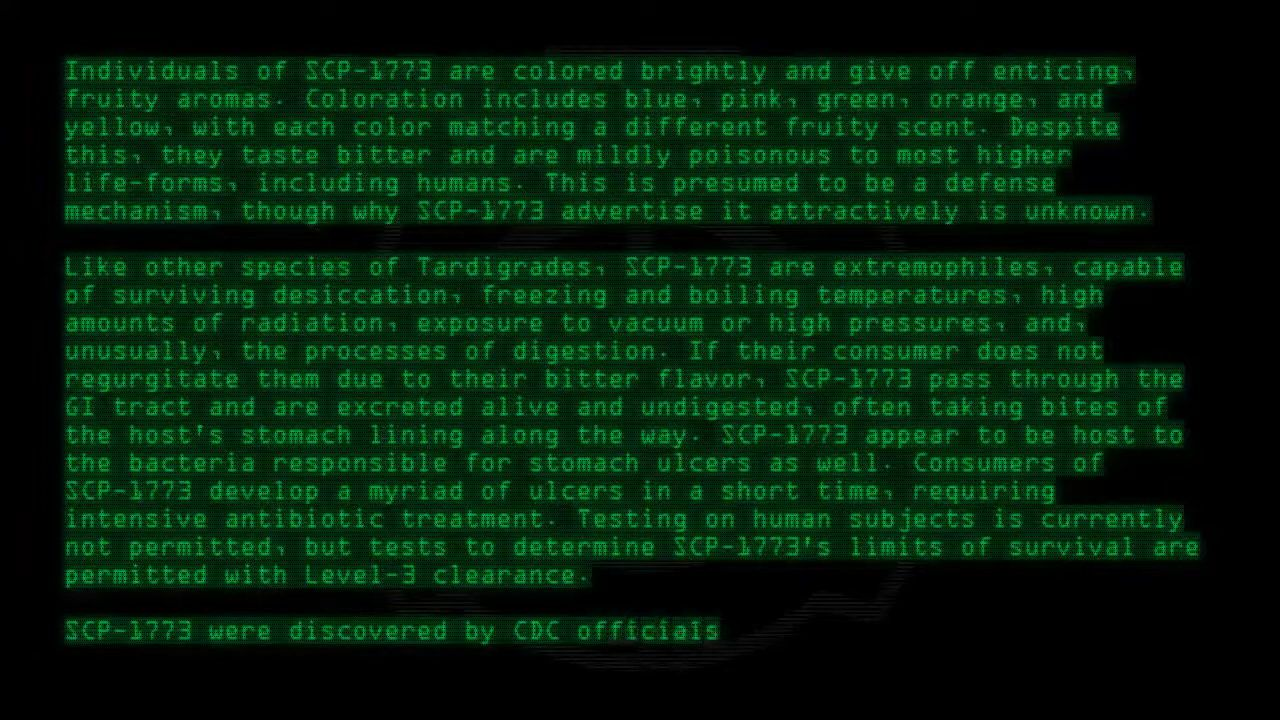 Individuals of SCP-1773 are colored brightly and give off enticing,
fruity aromas. Coloration includes blue, pink, green, orange, and
yellow, with each color matching a different fruity scent. Despite
this, they taste bitter and are mildly poisonous to most higher
life-forms, including humans. This is presumed to be a defense
mechanism, though why SCP-1773 advertise it attractively is unknown.
Like other species of Tardigrades, SCP-1773 are extremophiles, capable
of surviving desiccation, freezing and boiling temperatures, high
amounts of radiation, exposure to vacuum or high pressures, and,
unusually, the processes of digestion. If their consumer does not
regurgitate them due to their bitter flavor, SCP-1773 pass through the
GI tract and are excreted alive and undigested, often taking bites of
the host's stomach lining along the way. SCP-1773 appear to be host to
the bacteria responsible for stomach ulcers as well. Consumers of
SCP-1773 develop a myriad of ulcers in a short time, requiring
intensive antibiotic treatment. Testing on human subjects is currently
not permitted, but tests to determine SCP-1773's limits of survival are
permitted with Level-3 clearance.
SCP-1773 were discovered by CDC officials